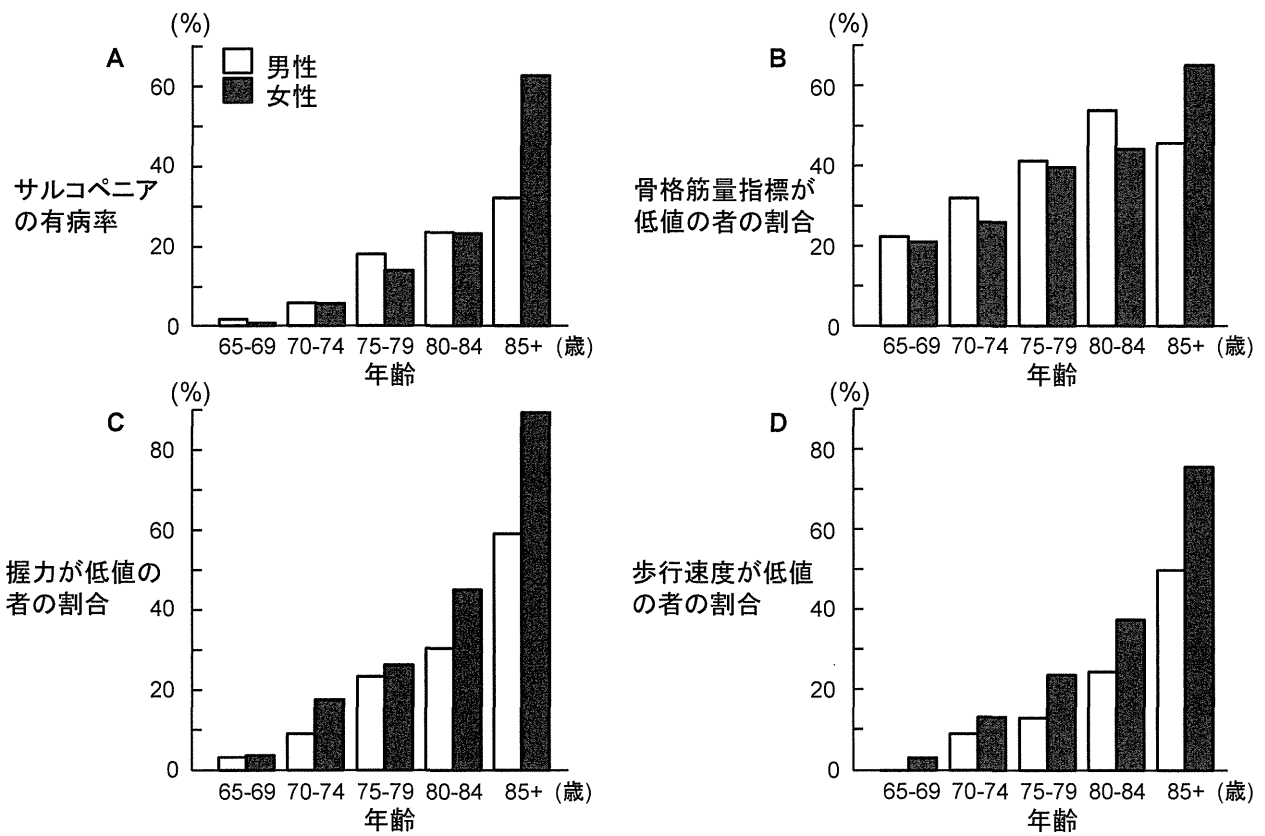 (%)
A
男性
女性
60
40
20
0
サルコペニア
の有病率
65-69 70-74 75-79 80-84 85+ (歳)
年齢
(%)
B
60
40
20
0
骨格筋量指標が
低値の者の割合
65-69 70-74 75-79 80-84 85+ (歳)
年齢
(%)
C
80
60
40
20
0
握力が低値の
者の割合
65-69 70-74 75-79 80-84 85+ (歳)
年齢
(%)
D
80
60
40
20
0
歩行速度が低値
の者の割合
65-69 70-74 75-79 80-84 85+ (歳)
年齢